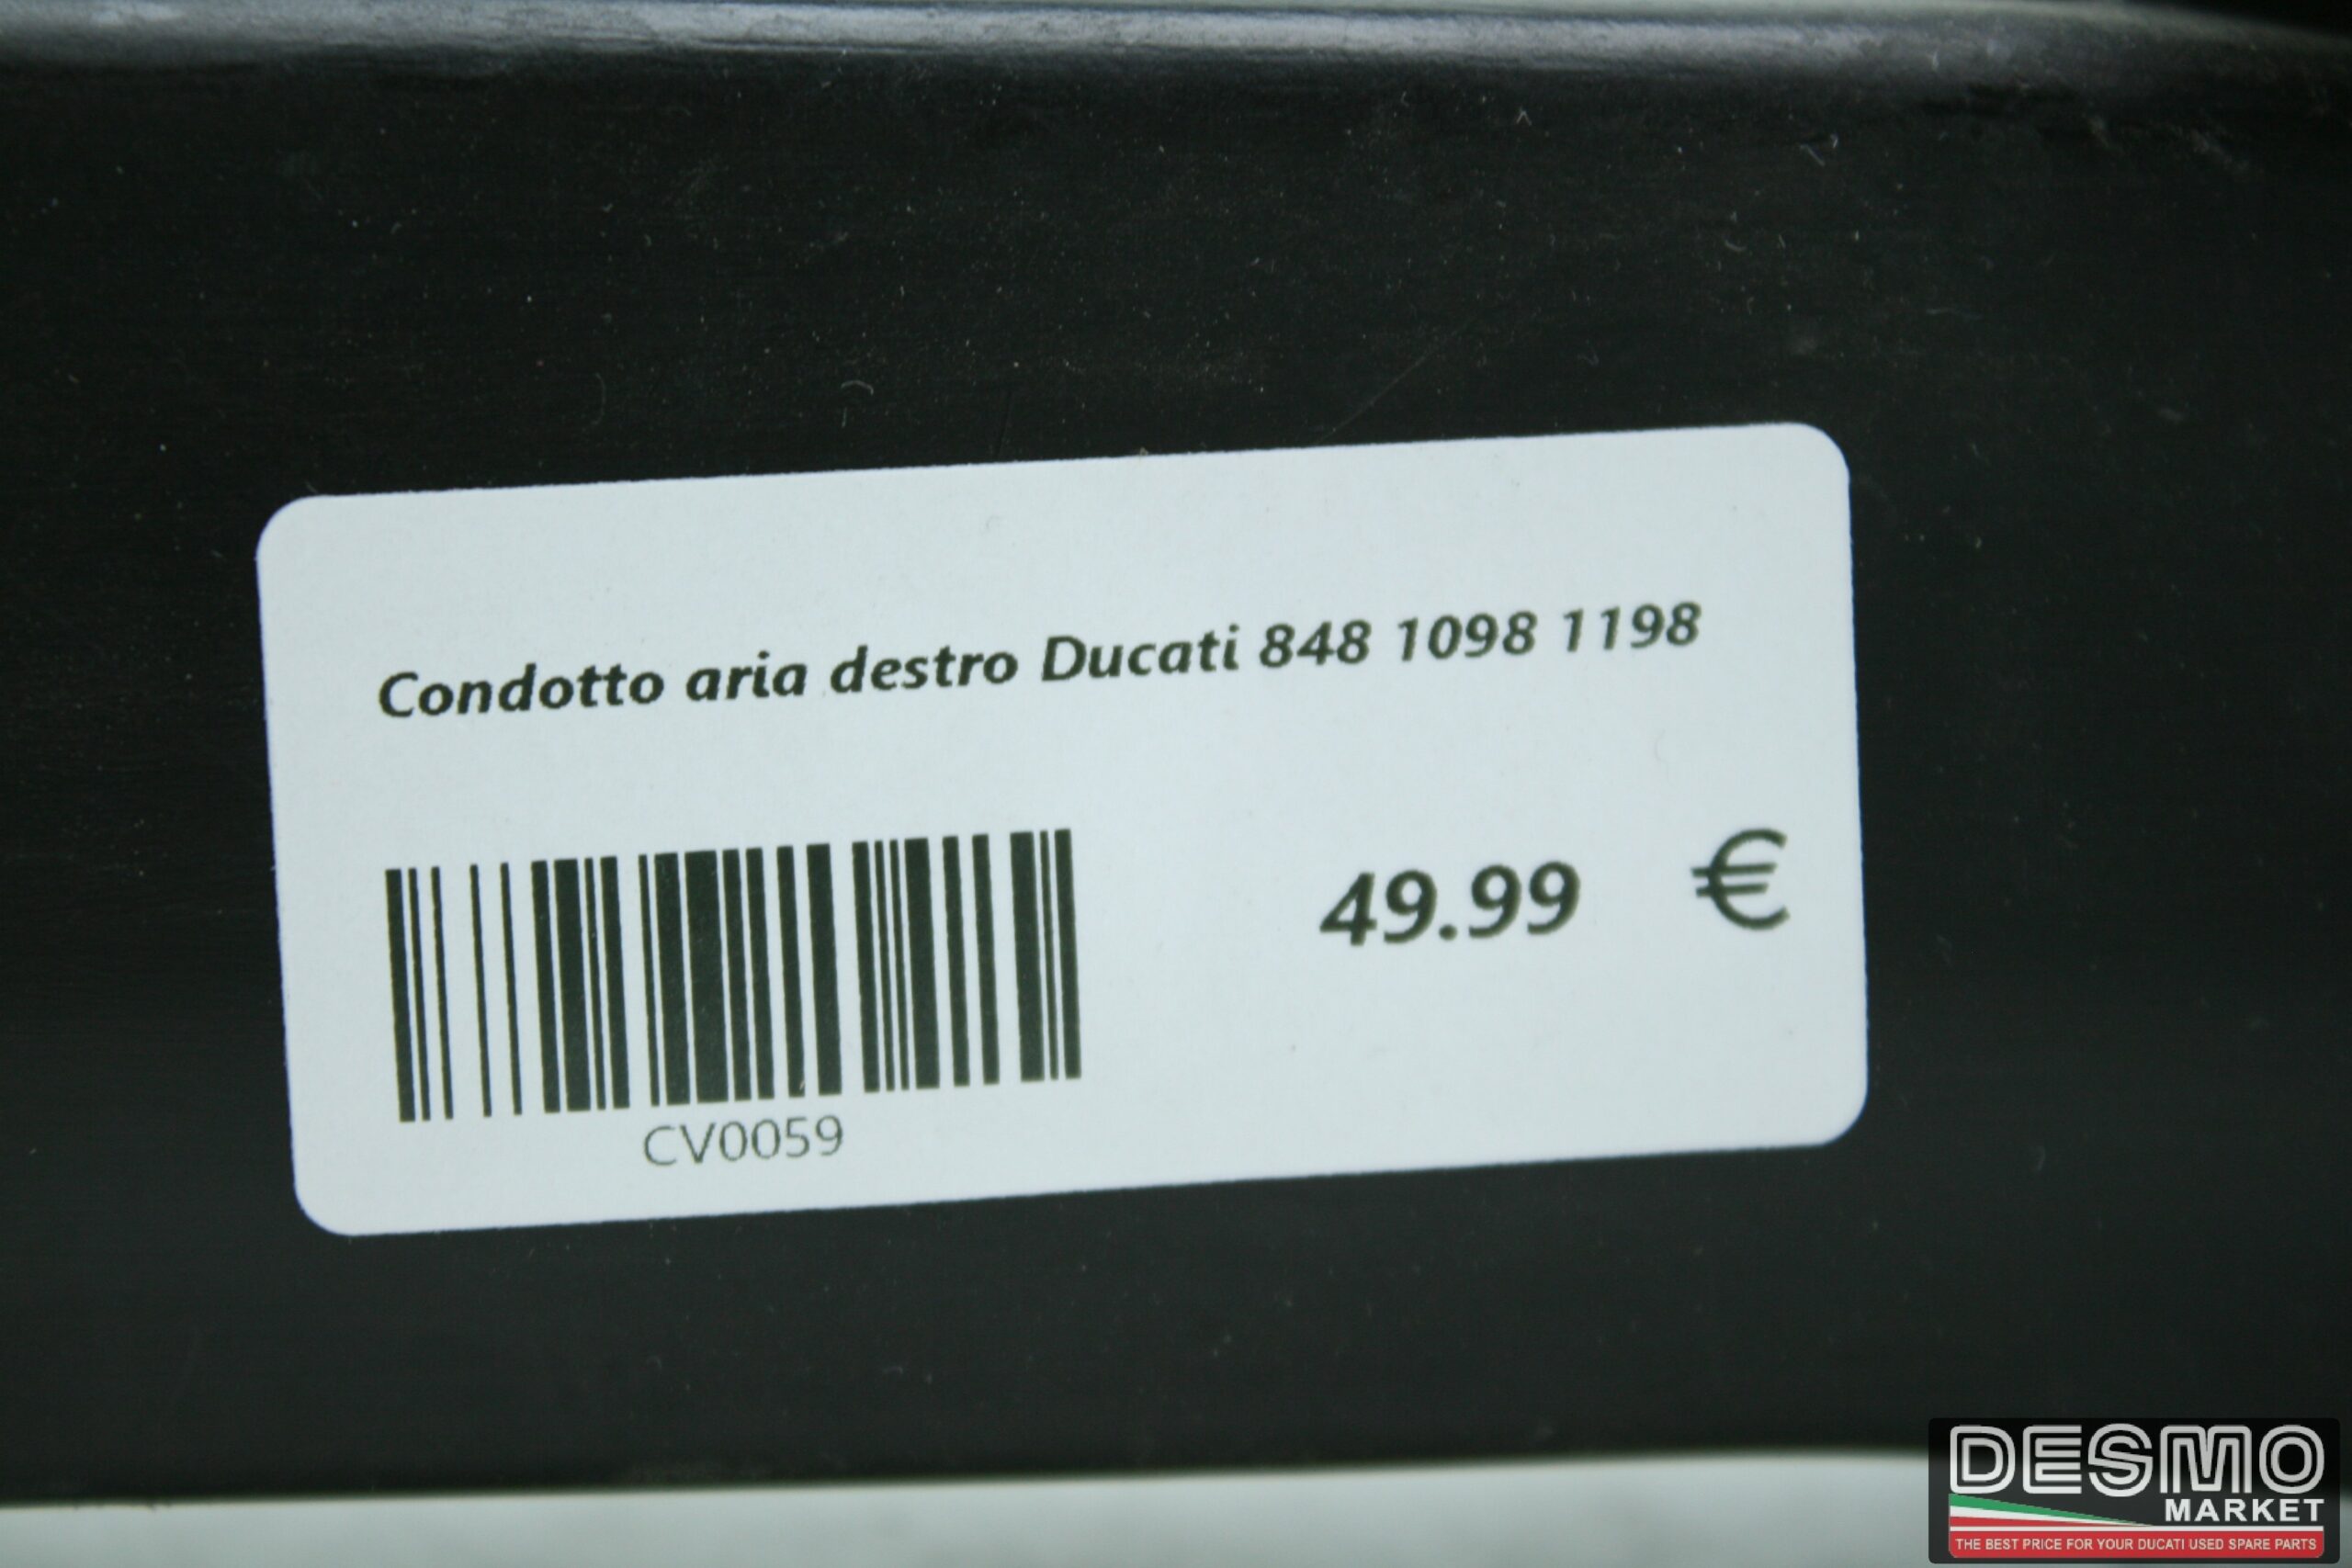 Condotto aria destro Ducati 848 1098 1198
49.99 €
CV0059
DESMO
MARKET
THE BEST PRICE FOR YOUR DUCATI USED SPARE PARTS